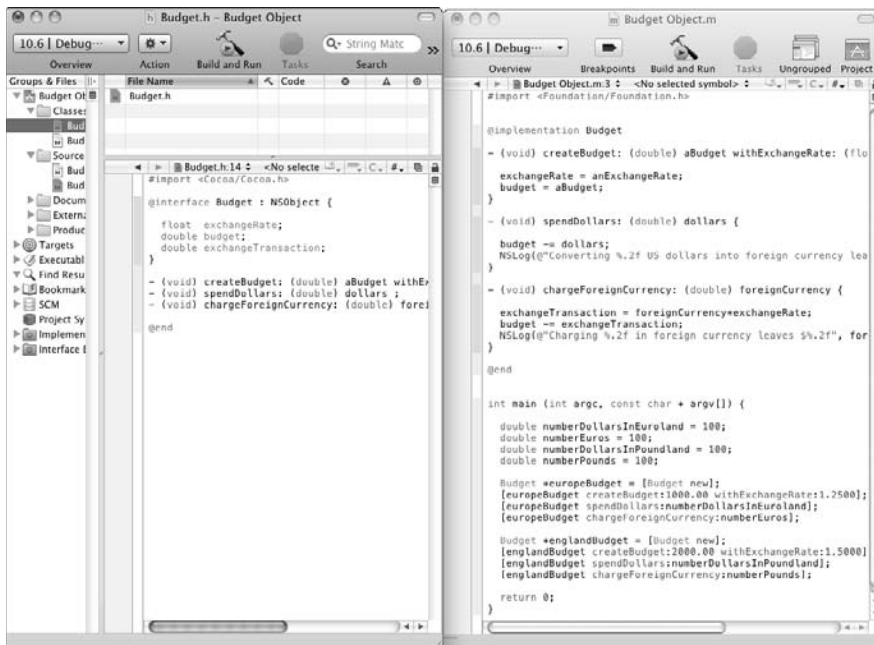 Budget.h - Budget Object
10.6 | Debug...
String Matc
Overview
Action
Build and Run
Tasks
Search
Groups & Files
File Name
Code
Budget Ob
Classes
Bud
Bud
Source
Bud
Bud
Docum
Externa
Produc
Targets
Executabl
Find Resu
Bookmark
SCM
Project Sy
Implemen
Interface B
Budget.h
Budget.h:14
<No selecte
C
#
#import <Cocoa/Cocoa.h>
@interface Budget : NSObject {
float exchangeRate;
double budget;
double exchangeTransaction;
}
- (void) createBudget: (double) aBudget withEx
- (void) spendDollars: (double) dollars ;
- (void) chargeForeignCurrency: (double) forei
@end
Budget Object.m
10.6 | Debug...
Overview
Breakpoints
Build and Run
Tasks
Ungrouped
Project
Budget Object.m:3
<No selected symbol>
C
#
#import <Foundation/Foundation.h>
@implementation Budget
- (void) createBudget: (double) aBudget withExchangeRate: (flo
exchangeRate = anExchangeRate;
budget = aBudget;
}
- (void) spendDollars: (double) dollars {
budget -= dollars;
NSLog(@"Converting %.2f US dollars into foreign currency lea
}
- (void) chargeForeignCurrency: (double) foreignCurrency {
exchangeTransaction = foreignCurrency*exchangeRate;
budget -= exchangeTransaction;
NSLog(@"Charging %.2f in foreign currency leaves $%.2f", for
}
@end
int main (int argc, const char * argv[]) {
double numberDollarsInEuroland = 100;
double numberEuros = 100;
double numberDollarsInPoundland = 100;
double numberPounds = 100;
Budget *europeBudget = [Budget new];
[europeBudget createBudget:1000.00 withExchangeRate:1.2500];
[europeBudget spendDollars:numberDollarsInEuroland];
[europeBudget chargeForeignCurrency:numberEuros];
Budget *englandBudget = [Budget new];
[englandBudget createBudget:2000.00 withExchangeRate:1.5000]
[englandBudget spendDollars:numberDollarsInPoundland];
[englandBudget chargeForeignCurrency:numberPounds];
return 0;
}